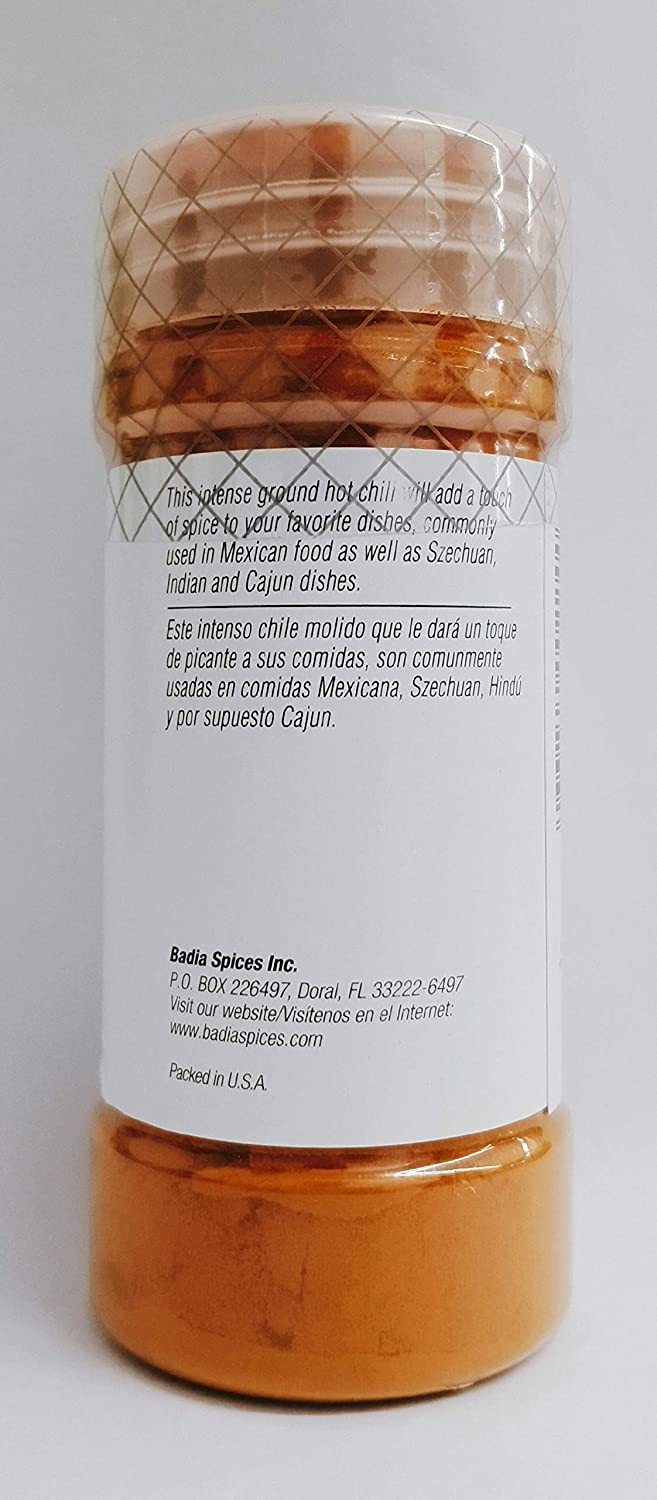 This intense ground hot chili will add a touch
of spice to your favorite dishes, commonly
used in Mexican food as well as Szechuan,
Indian and Cajun dishes.
Este intenso chile molido que le dará un toque
de picante a sus comidas, son comunmente
usadas en comidas Mexicana, Szechuan, Hindú
y por supuesto Cajun.
Badia Spices Inc.
P.O. BOX 226497, Doral, FL 33222-6497
Visit our website/Visítenos en el Internet:
www.badiaspices.com
Packed in U.S.A.